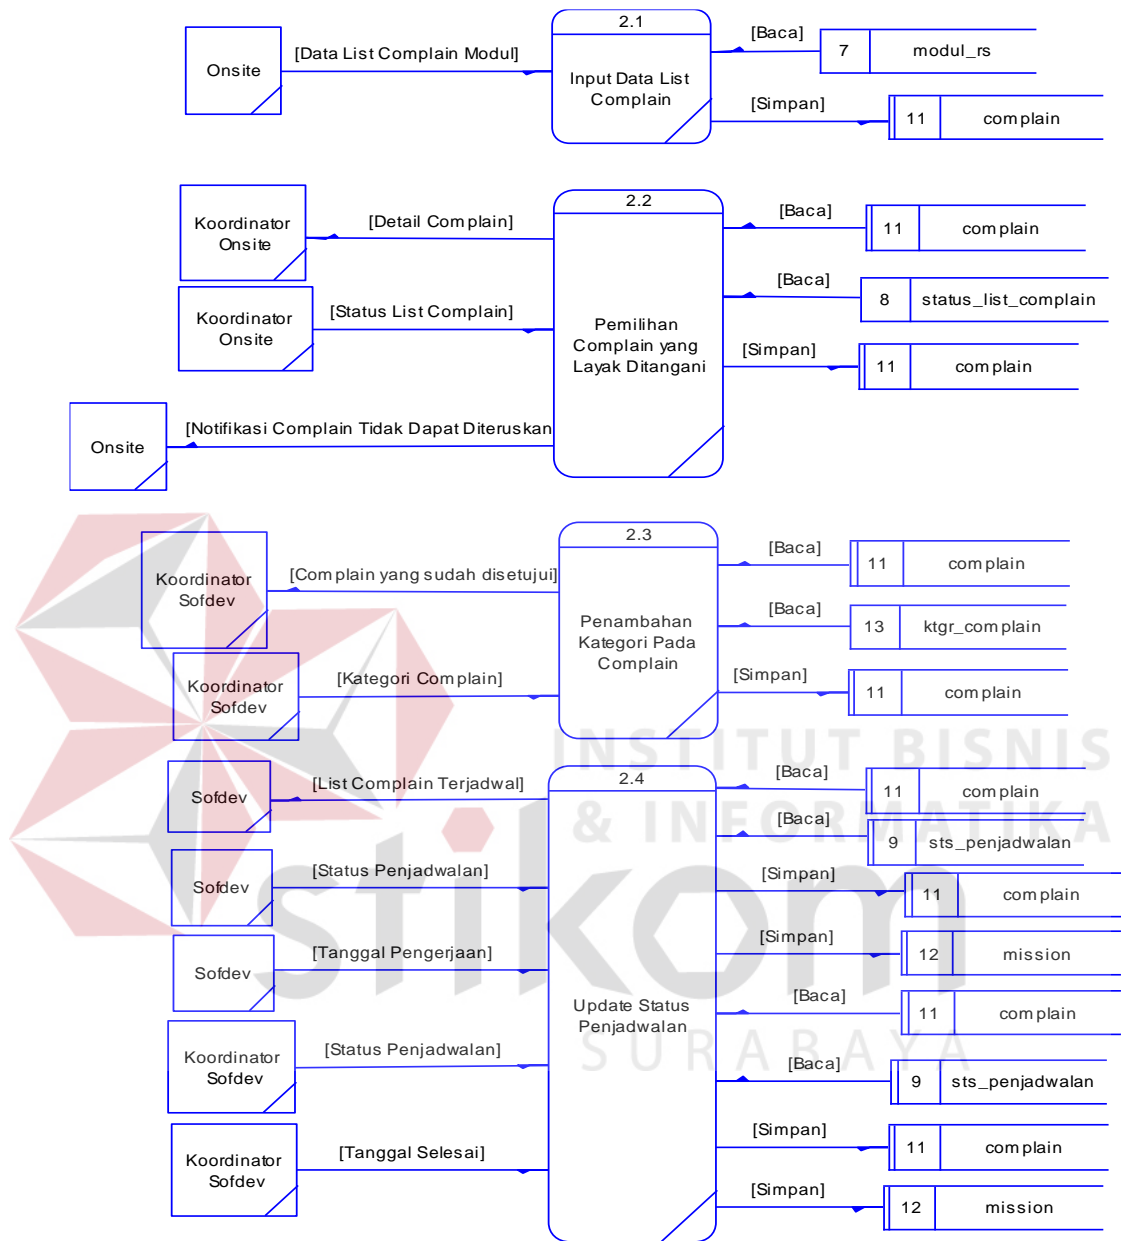 2.1
[Baca]
7
modul_rs
Onsite
[Data List Complain Modul]
Input Data List
Complain
[Simpan]
11
complain
2.2
Koordinator
Onsite
[Detail Complain]
[Baca]
11
complain
[Baca]
8
status_list_complain
Koordinator
Onsite
[Status List Complain]
Pemilihan
Complain yang
Layak Ditangani
[Simpan]
11
complain
Onsite
[Notifikasi Complain Tidak Dapat Diteruskan
2.3
[Baca]
11
complain
Koordinator
Sofdev
[Complain yang sudah disetujui]
Penambahan
Kategori Pada
Complain
[Baca]
13
ktgr_complain
Koordinator
Sofdev
[Kategori Complain]
[Simpan]
11
complain
INSTITUT BISNIS
& INFORMATIKA
stikom
SURABAYA
2.4
Sofdev
[List Complain Terjadwal]
[Baca]
11
complain
[Baca]
9
sts_penjadwalan
Sofdev
[Status Penjadwalan]
[Simpan]
11
complain
Sofdev
[Tanggal Pengerjaan]
[Simpan]
12
mission
Update Status
Penjadwalan
[Baca]
11
complain
Koordinator
Sofdev
[Status Penjadwalan]
[Baca]
9
sts_penjadwalan
Koordinator
Sofdev
[Tanggal Selesai]
[Simpan]
11
complain
[Simpan]
12
mission